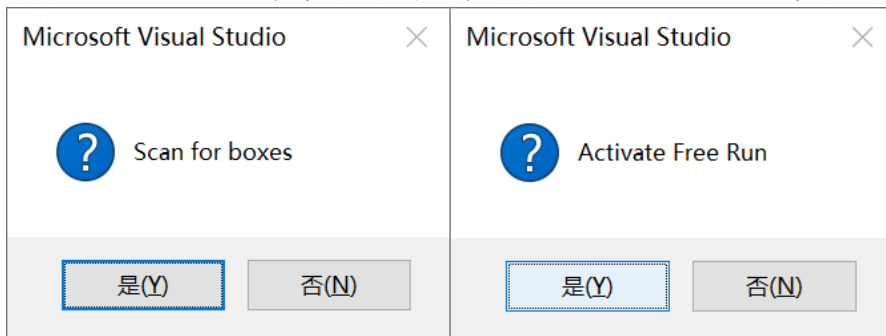 Microsoft Visual Studio
Scan for boxes
是(Y)
否(N)
Microsoft Visual Studio
Activate Free Run
是(Y)
否(N)